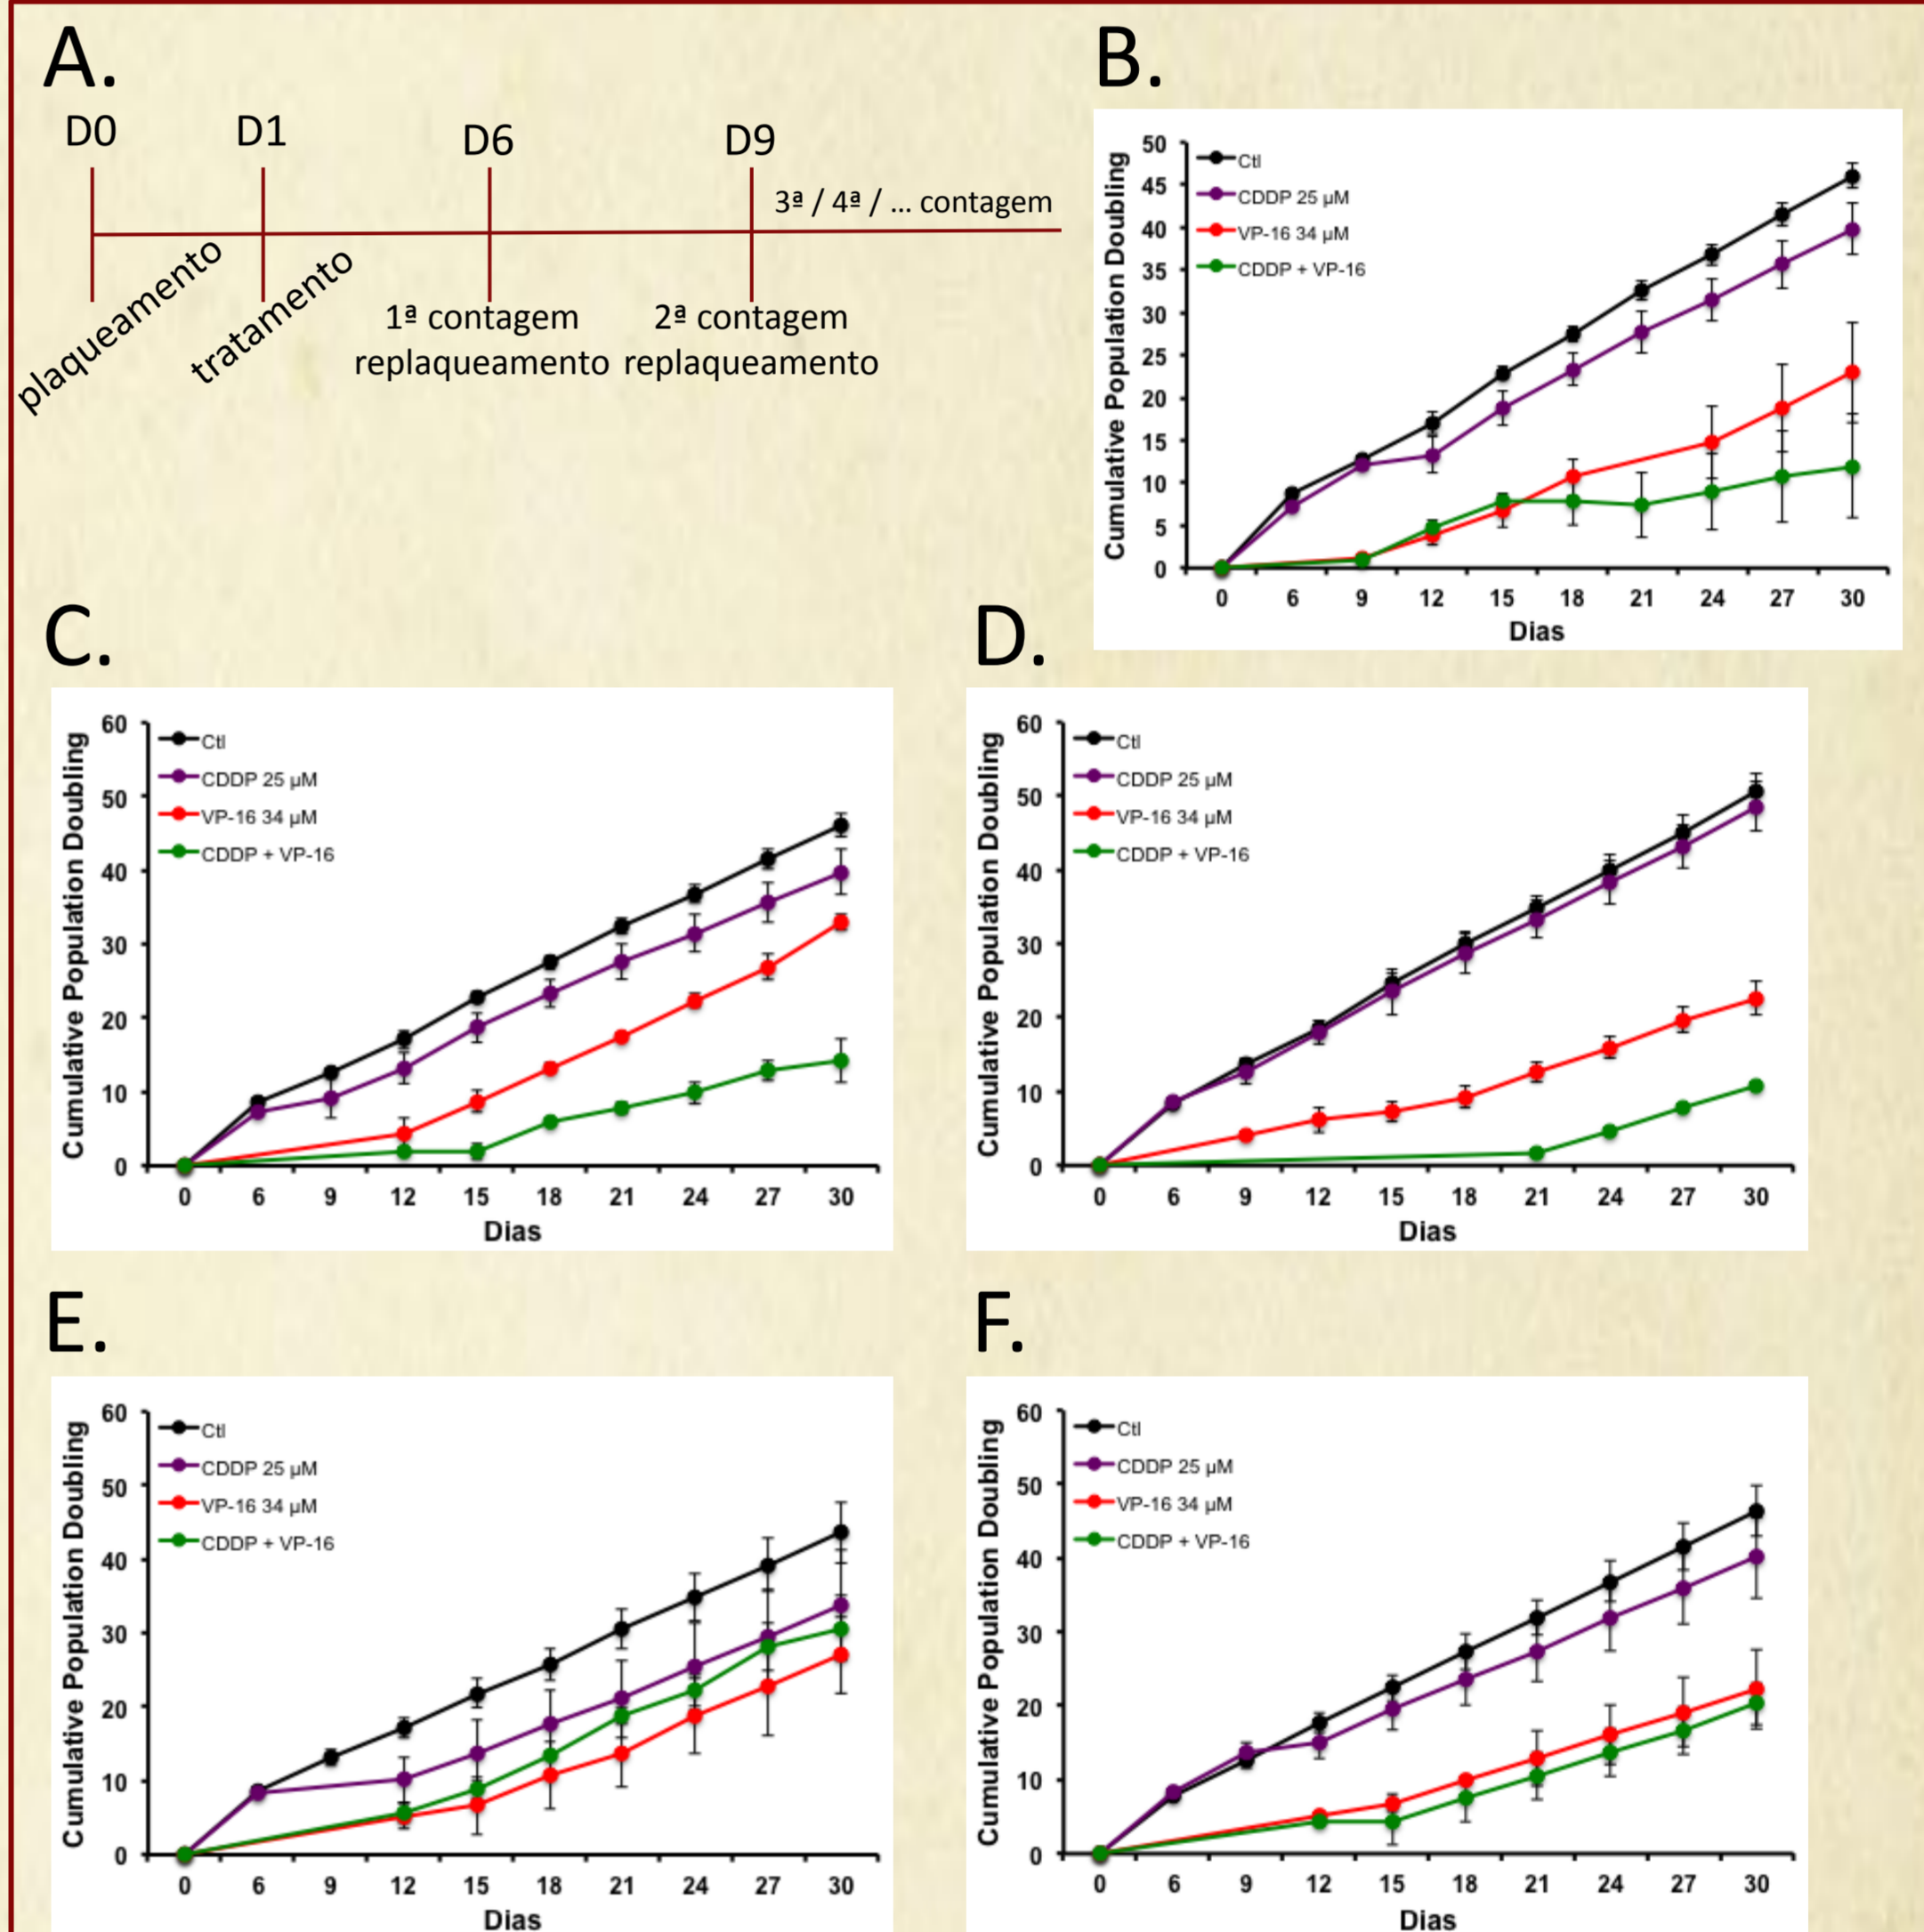 A.
D0
D1
D6
D9
3ª / 4ª / ... contagem
plaqueamento
tratamento
1ª contagem
replaqueamento
2ª contagem
replaqueamento
B.
Cumulative Population Doubling
50
45
40
35
30
25
20
15
10
5
0
Ctl
CDDP 25 µM
VP-16 34 µM
CDDP + VP-16
0 6 9 12 15 18 21 24 27 30
Dias
C.
Cumulative Population Doubling
60
50
40
30
20
10
0
Ctl
CDDP 25 µM
VP-16 34 µM
CDDP + VP-16
0 6 9 12 15 18 21 24 27 30
Dias
D.
Cumulative Population Doubling
60
50
40
30
20
10
0
Ctl
CDDP 25 µM
VP-16 34 µM
CDDP + VP-16
0 6 9 12 15 18 21 24 27 30
Dias
E.
Cumulative Population Doubling
60
50
40
30
20
10
0
Ctl
CDDP 25 µM
VP-16 34 µM
CDDP + VP-16
0 6 9 12 15 18 21 24 27 30
Dias
F.
Cumulative Population Doubling
60
50
40
30
20
10
0
Ctl
CDDP 25 µM
VP-16 34 µM
CDDP + VP-16
0 6 9 12 15 18 21 24 27 30
Dias